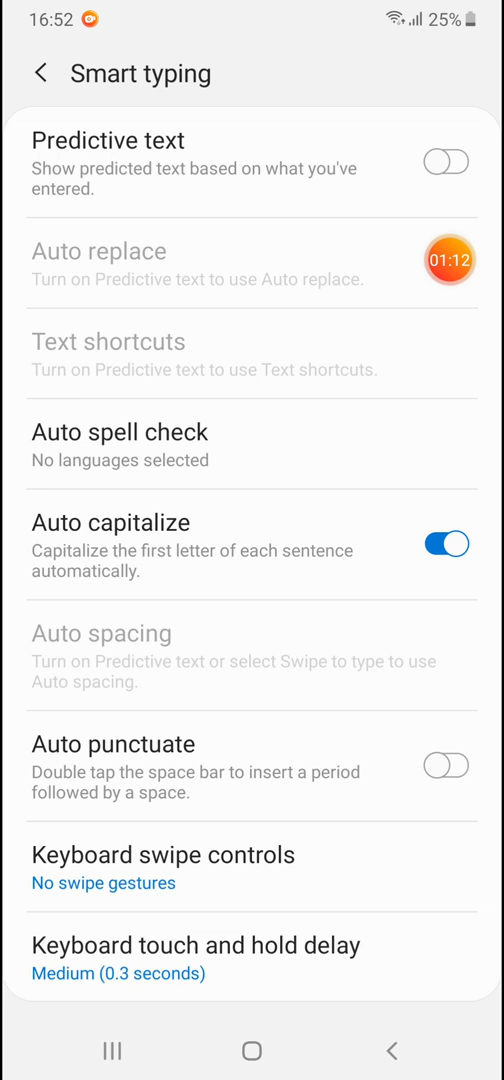 16:52
25%
Smart typing
Predictive text
Show predicted text based on what you've
entered.
Auto replace
Turn on Predictive text to use Auto replace.
01:12
Text shortcuts
Turn on Predictive text to use Text shortcuts.
Auto spell check
No languages selected
Auto capitalize
Capitalize the first letter of each sentence
automatically.
Auto spacing
Turn on Predictive text or select Swipe to type to use
Auto spacing.
Auto punctuate
Double tap the space bar to insert a period
followed by a space.
Keyboard swipe controls
No swipe gestures
Keyboard touch and hold delay
Medium (0.3 seconds)